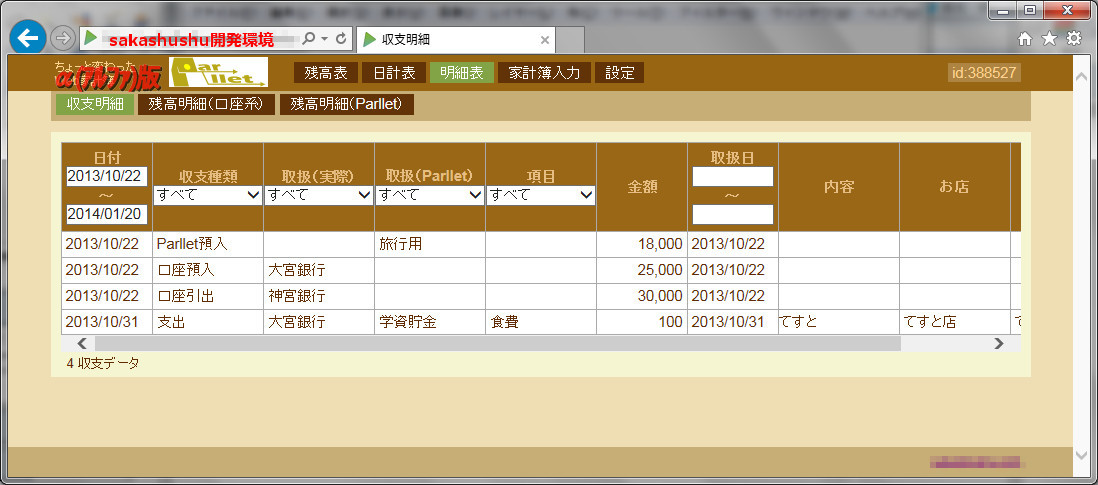 sakashushu開発環境
収支明細
ちょっと変わった
α(アルファ)版
Parllet
残高表 日計表 明細表 家計簿入力 設定
id:388527
収支明細 残高明細(口座系) 残高明細(Parllet)
日付 収支種類 取扱(実際) 取扱(Parllet) 項目 金額 取扱日 内容 お店
2013/10/22 すべて すべて すべて すべて
～ ～
2014/01/20
2013/10/22 Parllet預入 旅行用 18,000 2013/10/22
2013/10/22 口座預入 大宮銀行 25,000 2013/10/22
2013/10/22 口座引出 神宮銀行 30,000 2013/10/22
2013/10/31 支出 大宮銀行 学資貯金 食費 100 2013/10/31 てすと てすと店 て
4 収支データ